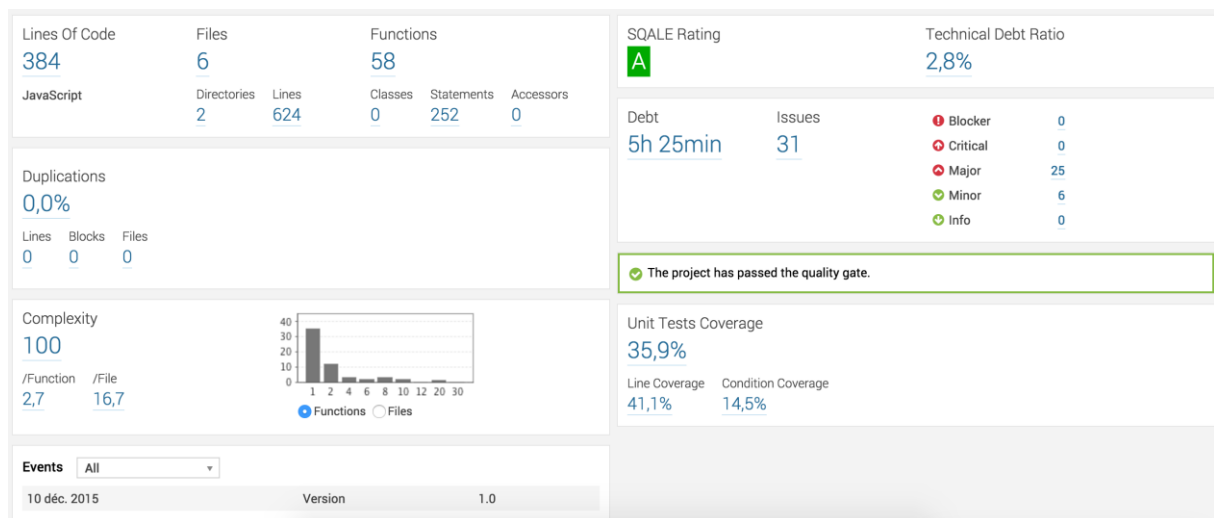 Lines Of Code Files Functions
384 6 58
JavaScript Directories Lines Classes Statements Accessors
2 624 0 252 0
Duplications
0,0%
Lines Blocks Files
0 0 0
Complexity
100
/Function /File
2,7 16,7
40
30
20
10
0
1 2 4 6 8 10 12 20 30
Functions Files
Events All
10 déc. 2015 Version 1.0
SQALE Rating Technical Debt Ratio
A 2,8%
Debt Issues
5h 25min 31
Blocker 0
Critical 0
Major 25
Minor 6
Info 0
The project has passed the quality gate.
Unit Tests Coverage
35,9%
Line Coverage Condition Coverage
41,1% 14,5%